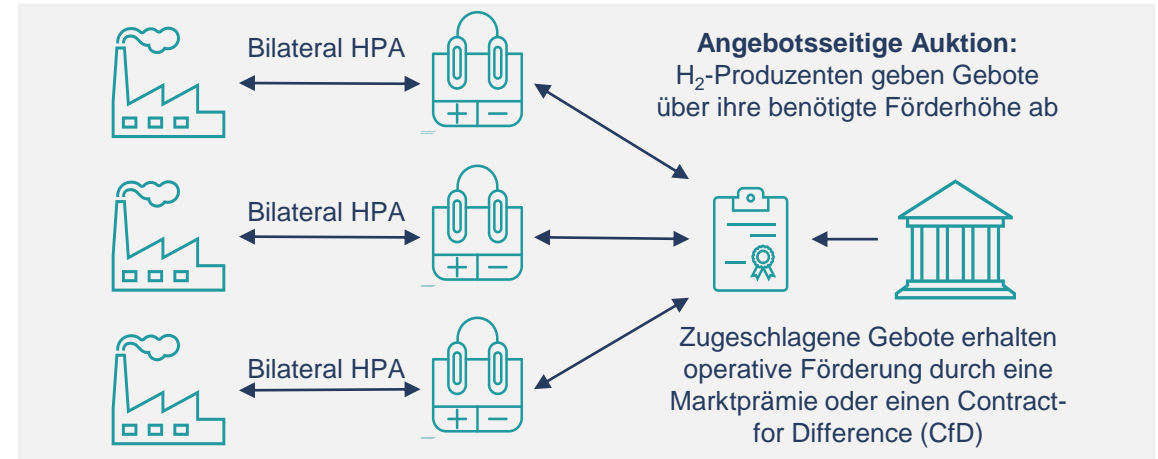 Bilateral HPA
Angebotsseitige Auktion:
H₂-Produzenten geben Gebote
über ihre benötigte Förderhöhe ab
Bilateral HPA
Bilateral HPA
Zugeschlagene Gebote erhalten
operative Förderung durch eine
Marktprämie oder einen Contract-
for Difference (CfD)